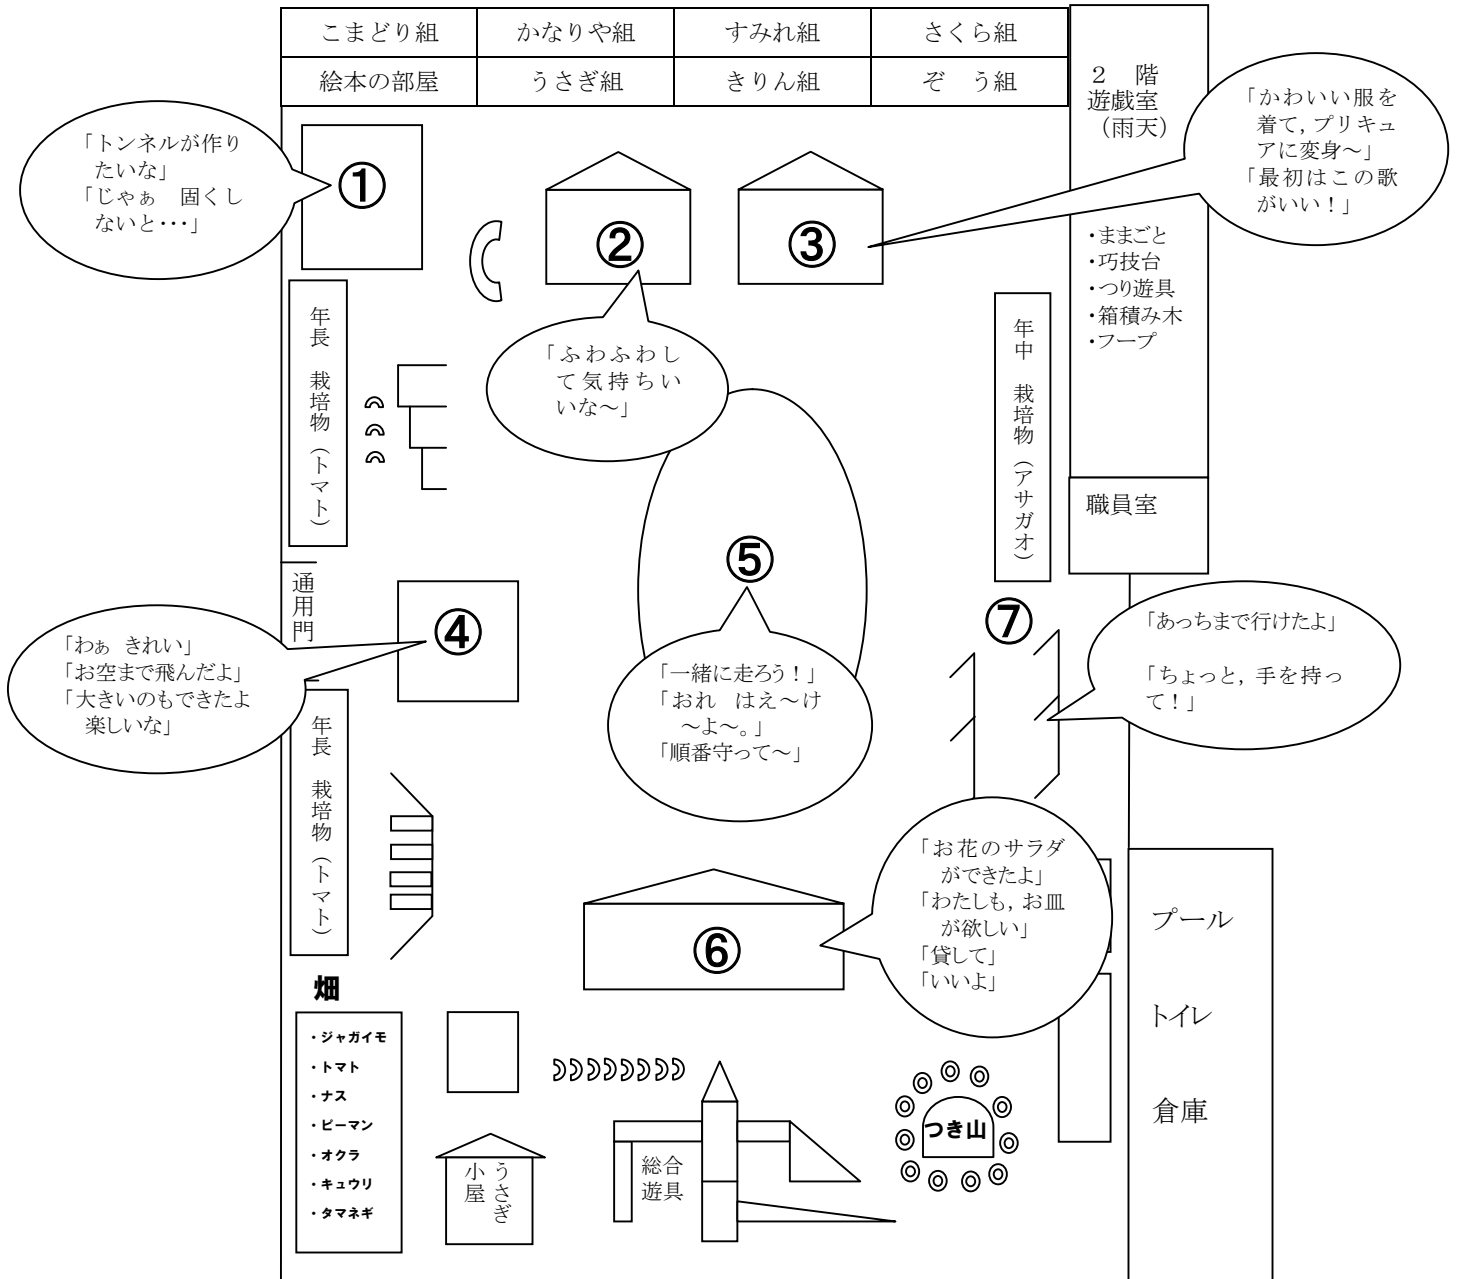 こまどり組
かなりや組
すみれ組
さくら組
絵本の部屋
うさぎ組
きりん組
ぞ　う組
２　階
遊戯室
（雨天）
・ままごと
・巧技台
・つり遊具
・箱積み木
・フープ
職員室
「トンネルが作り
たいな」
「じゃぁ　固くし
ないと・・・」
①
②
③
「かわいい服を
着て，プリキュ
アに変身～」
「最初はこの歌
がいい！」
「ふわふわし
て気持ちい
いな～」
年長　栽培物（トマト）
年中　栽培物（アサガオ）
通用門
④
「わぁ　きれい」
「お空まで飛んだよ」
「大きいのもできたよ
楽しいな」
⑤
「一緒に走ろう！」
「おれ　はえ～け
～よ～。」
「順番守って～」
⑦
「あっちまで行けたよ」
「ちょっと，手を持っ
て！」
年長　栽培物（トマト）
⑥
「お花のサラダ
ができたよ」
「わたしも，お皿
が欲しい」
「貸して」
「いいよ」
プール
トイレ
倉庫
畑
・ジャガイモ
・トマト
・ナス
・ピーマン
・オクラ
・キュウリ
・タマネギ
うさぎ
小屋
総合
遊具
つき山